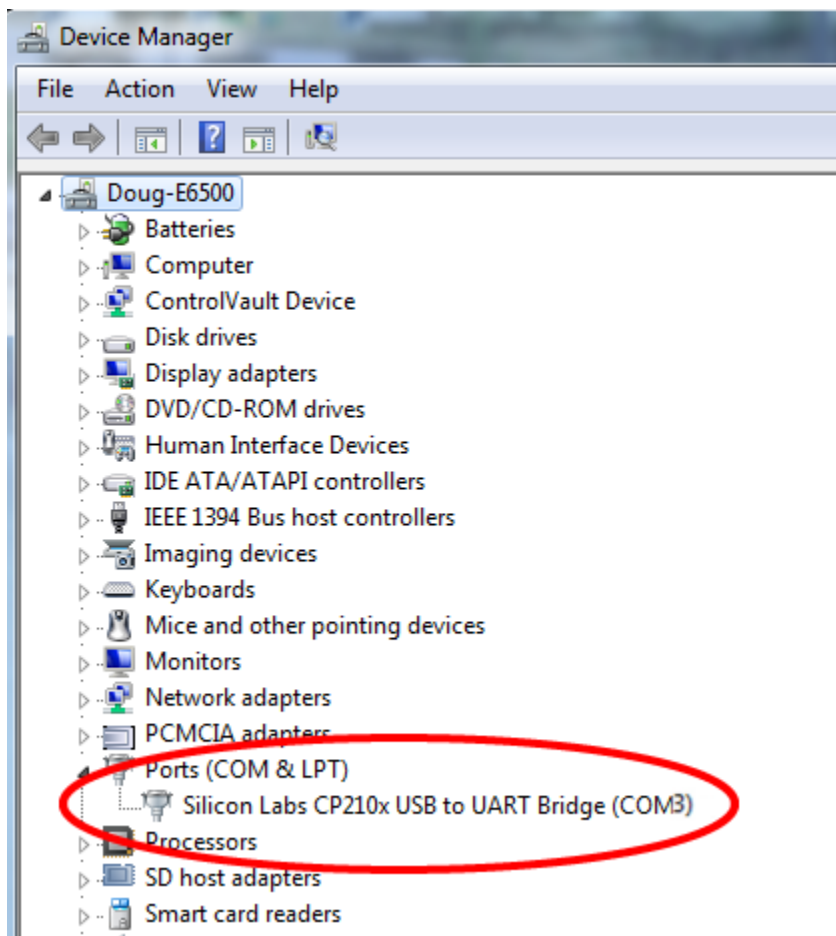 Device Manager
File Action View Help
Doug-E6500
Batteries
Computer
ControlVault Device
Disk drives
Display adapters
DVD/CD-ROM drives
Human Interface Devices
IDE ATA/ATAPI controllers
IEEE 1394 Bus host controllers
Imaging devices
Keyboards
Mice and other pointing devices
Monitors
Network adapters
PCMCIA adapters
Ports (COM & LPT)
Silicon Labs CP210x USB to UART Bridge (COM3)
Processors
SD host adapters
Smart card readers